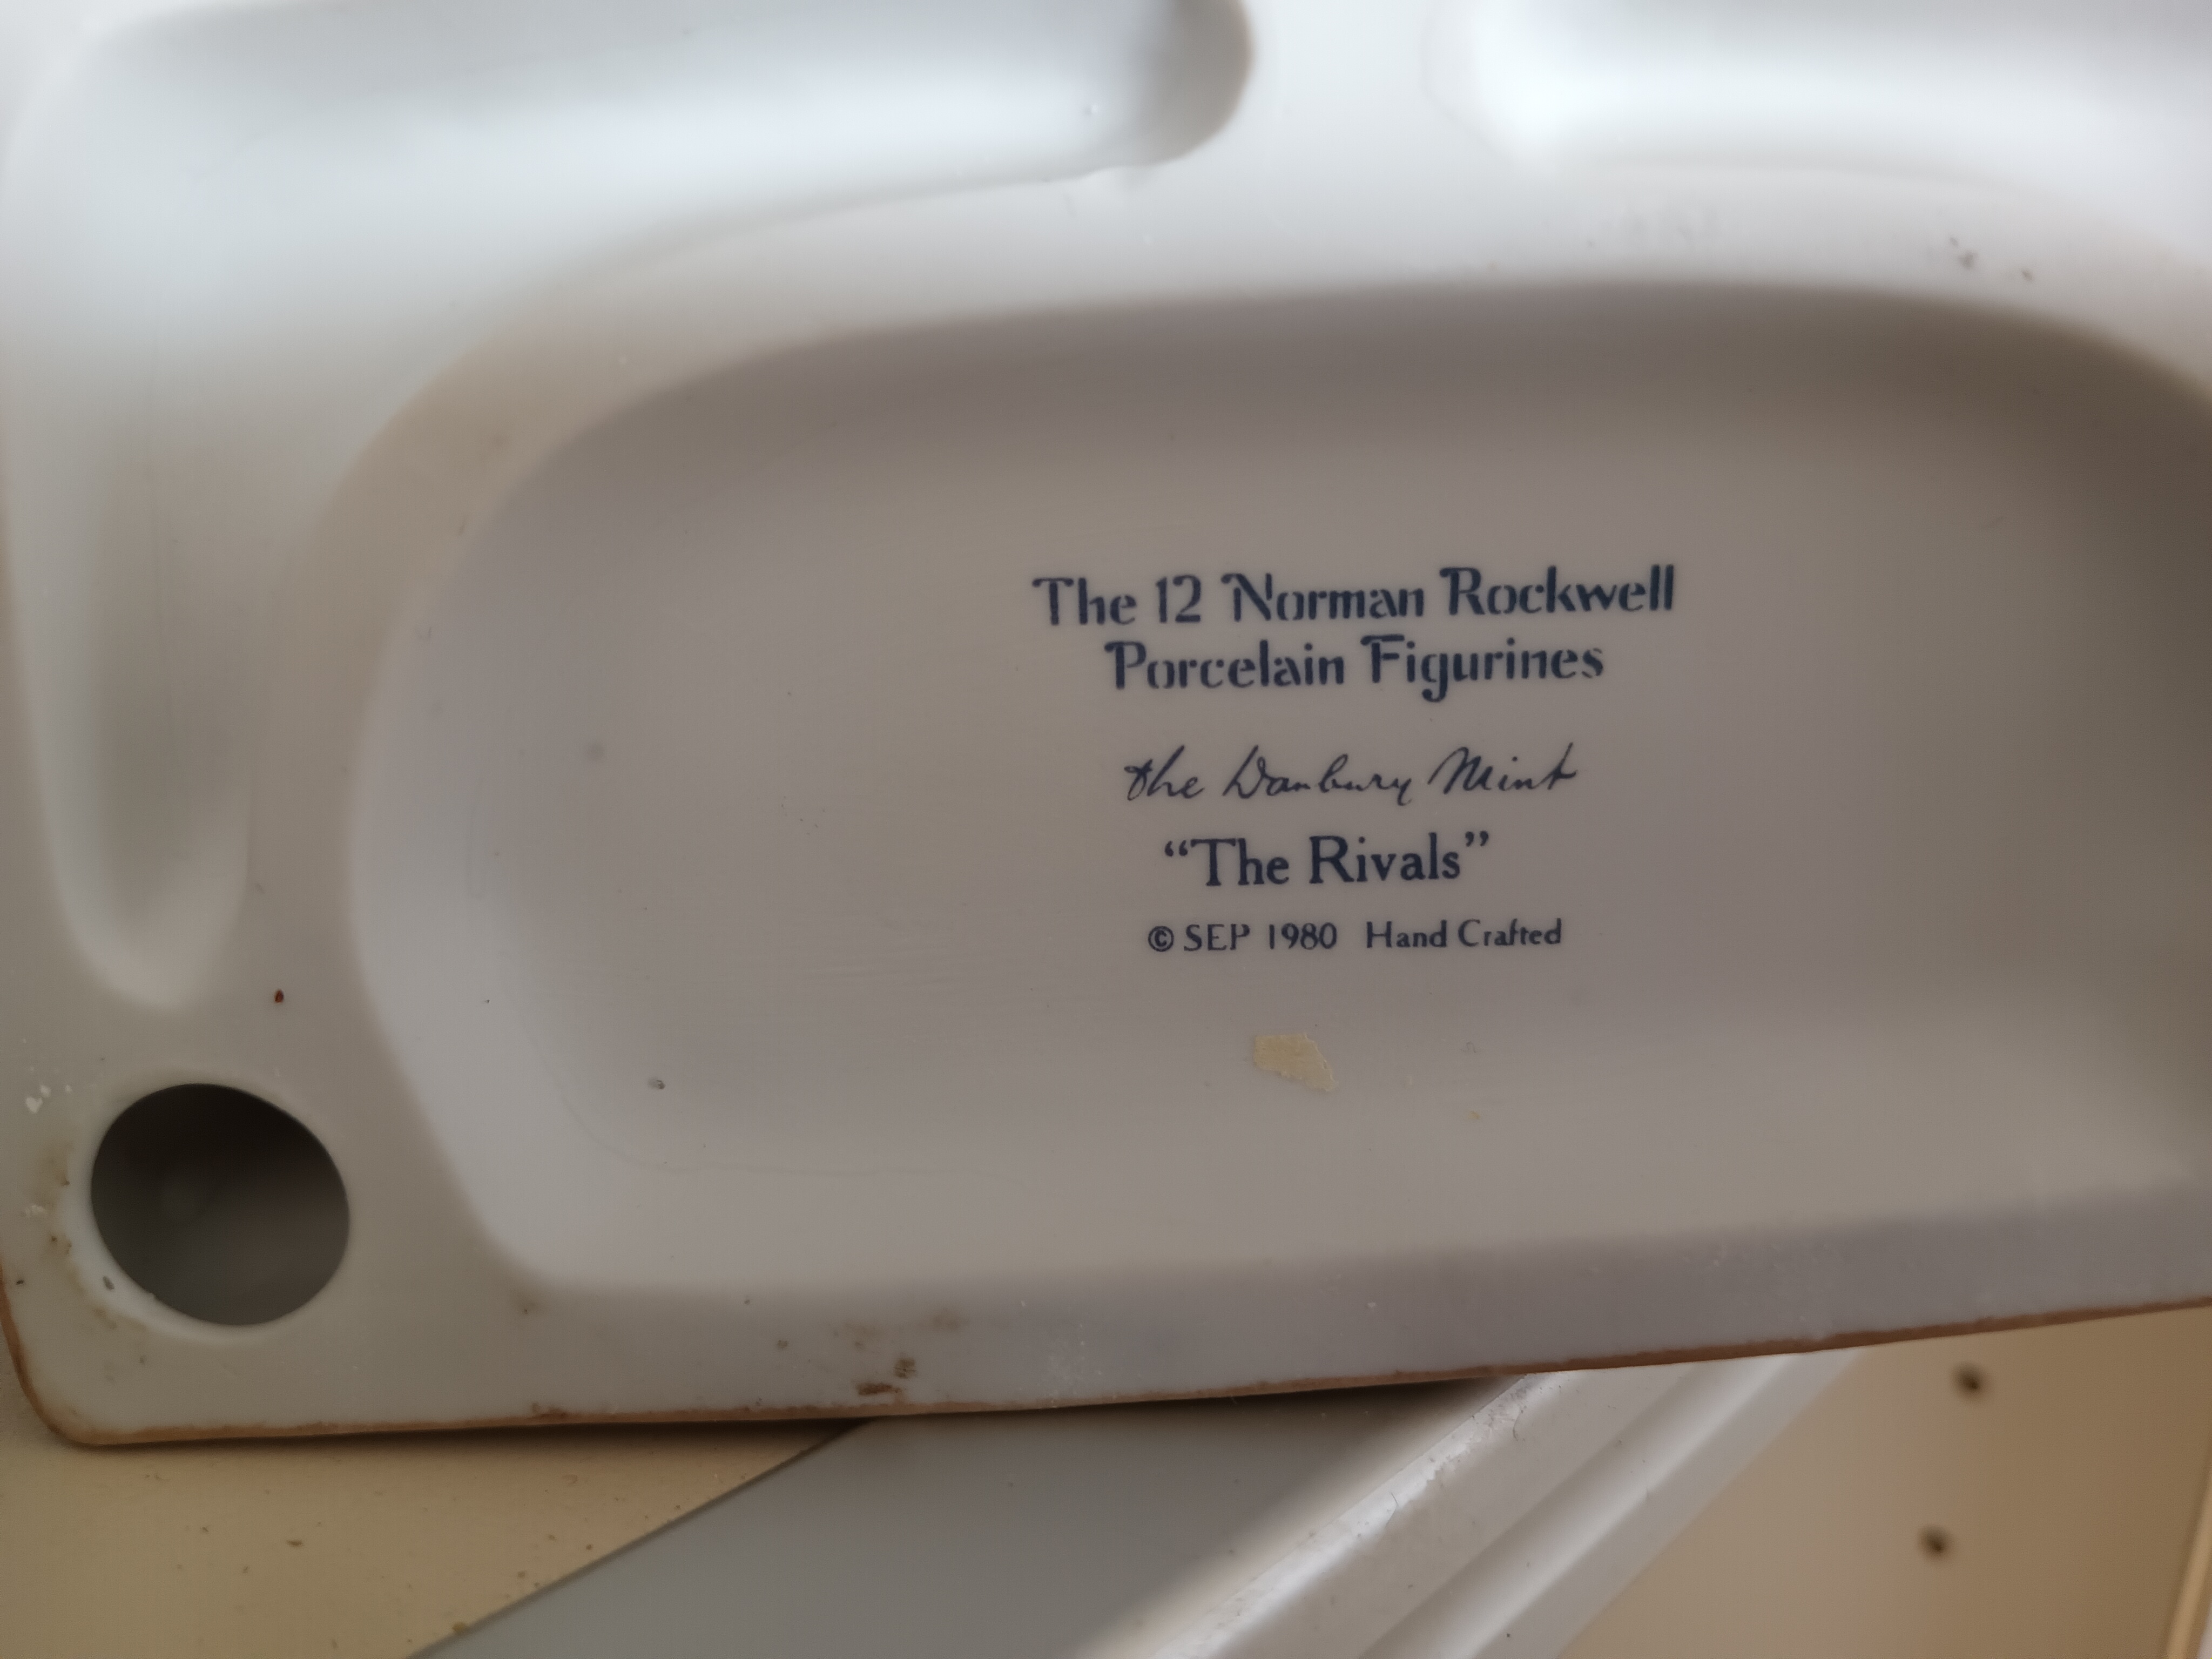 The 12 Norman Rockwell
Porcelain Figurines
the Danbury Mint
“The Rivals”
© SEP 1980 Hand Crafted